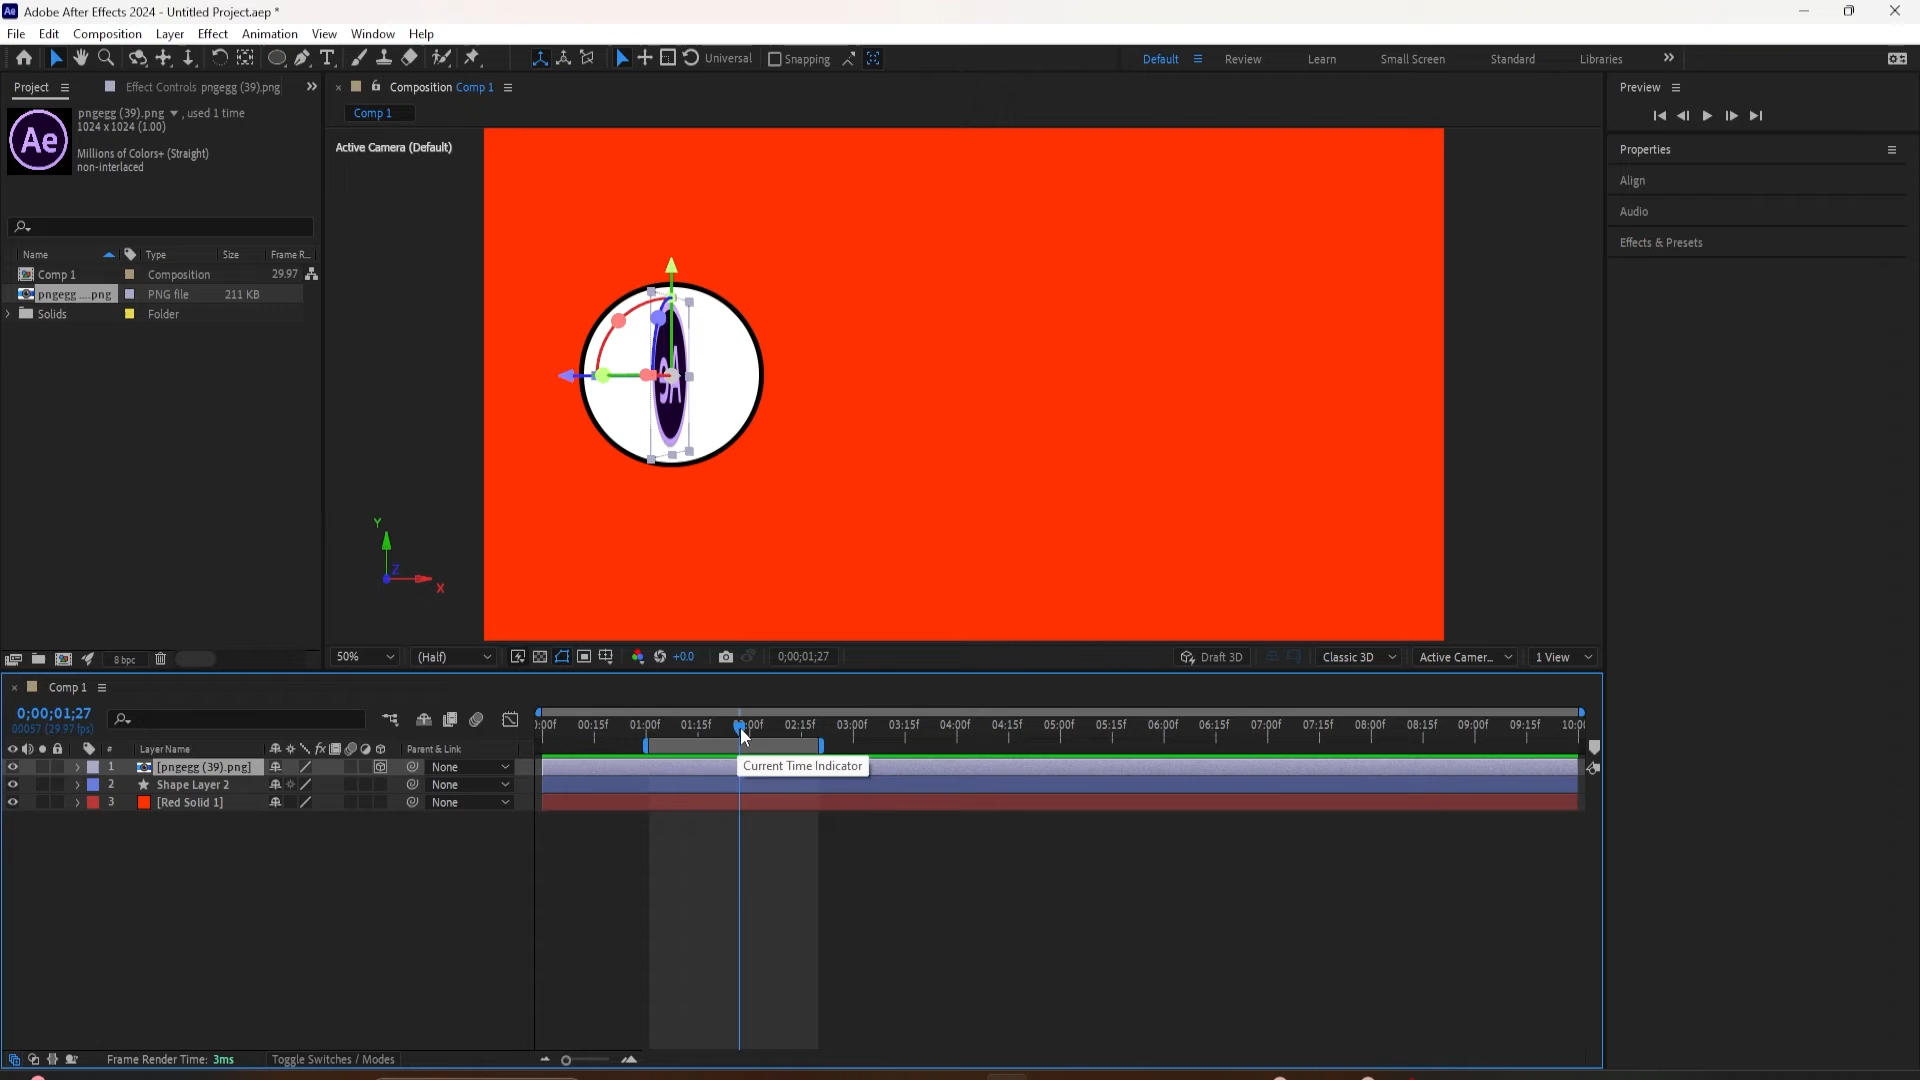 Ae Adobe After Effects 2024 - Untitled Project.aep *
File Edit Composition Layer Effect Animation View Window Help
Universal Snapping Default Review Learn Small Screen Standard Libraries
Project Effect Controls pngegg (39).png
Composition Comp 1
Preview
Comp 1
pngegg (39).png , used 1 time
1024 x 1024 (1.00)
Ae
Millions of Colors+ (Straight)
non-interlaced
Active Camera (Default)
Properties
Align
Audio
Effects & Presets
Name Type Size Frame R...
Comp 1 Composition 29.97
pngegg ....png PNG file 211 KB
Solids Folder
Y
Z
X
8 bpc
50% (Half) +0.0 0;00;01;27 Draft 3D Classic 3D Active Camer... 1 View
Comp 1
0;00;01;27
00057 (29.97 fps)
):00f 00:15f 01:00f 01:15f 02:00f 02:15f 03:00f 03:15f 04:00f 04:15f 05:00f 05:15f 06:00f 06:15f 07:00f 07:15f 08:00f 08:15f 09:00f 09:15f 10:0(
# Layer Name fx Parent & Link
1 [pngegg (39).png] None
Current Time Indicator
2 Shape Layer 2 None
3 [Red Solid 1] None
Frame Render Time: 3ms Toggle Switches / Modes